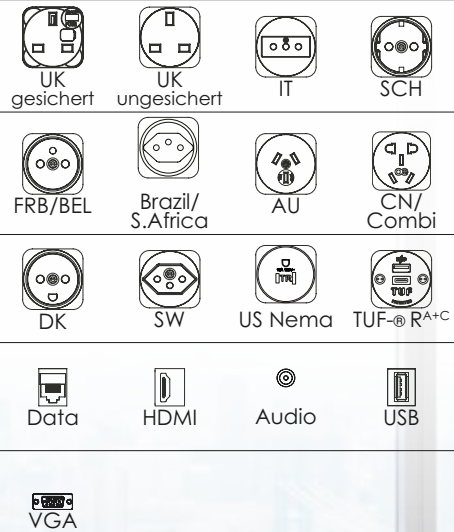 UK
gesichert
UK
ungesichert
IT
SCH
FRB/BEL
Brazil/
S.Africa
AU
CN/
Combi
DK
SW
US Nema
TUF
TUF-® R^A+C
Data
HDMI
Audio
USB
VGA